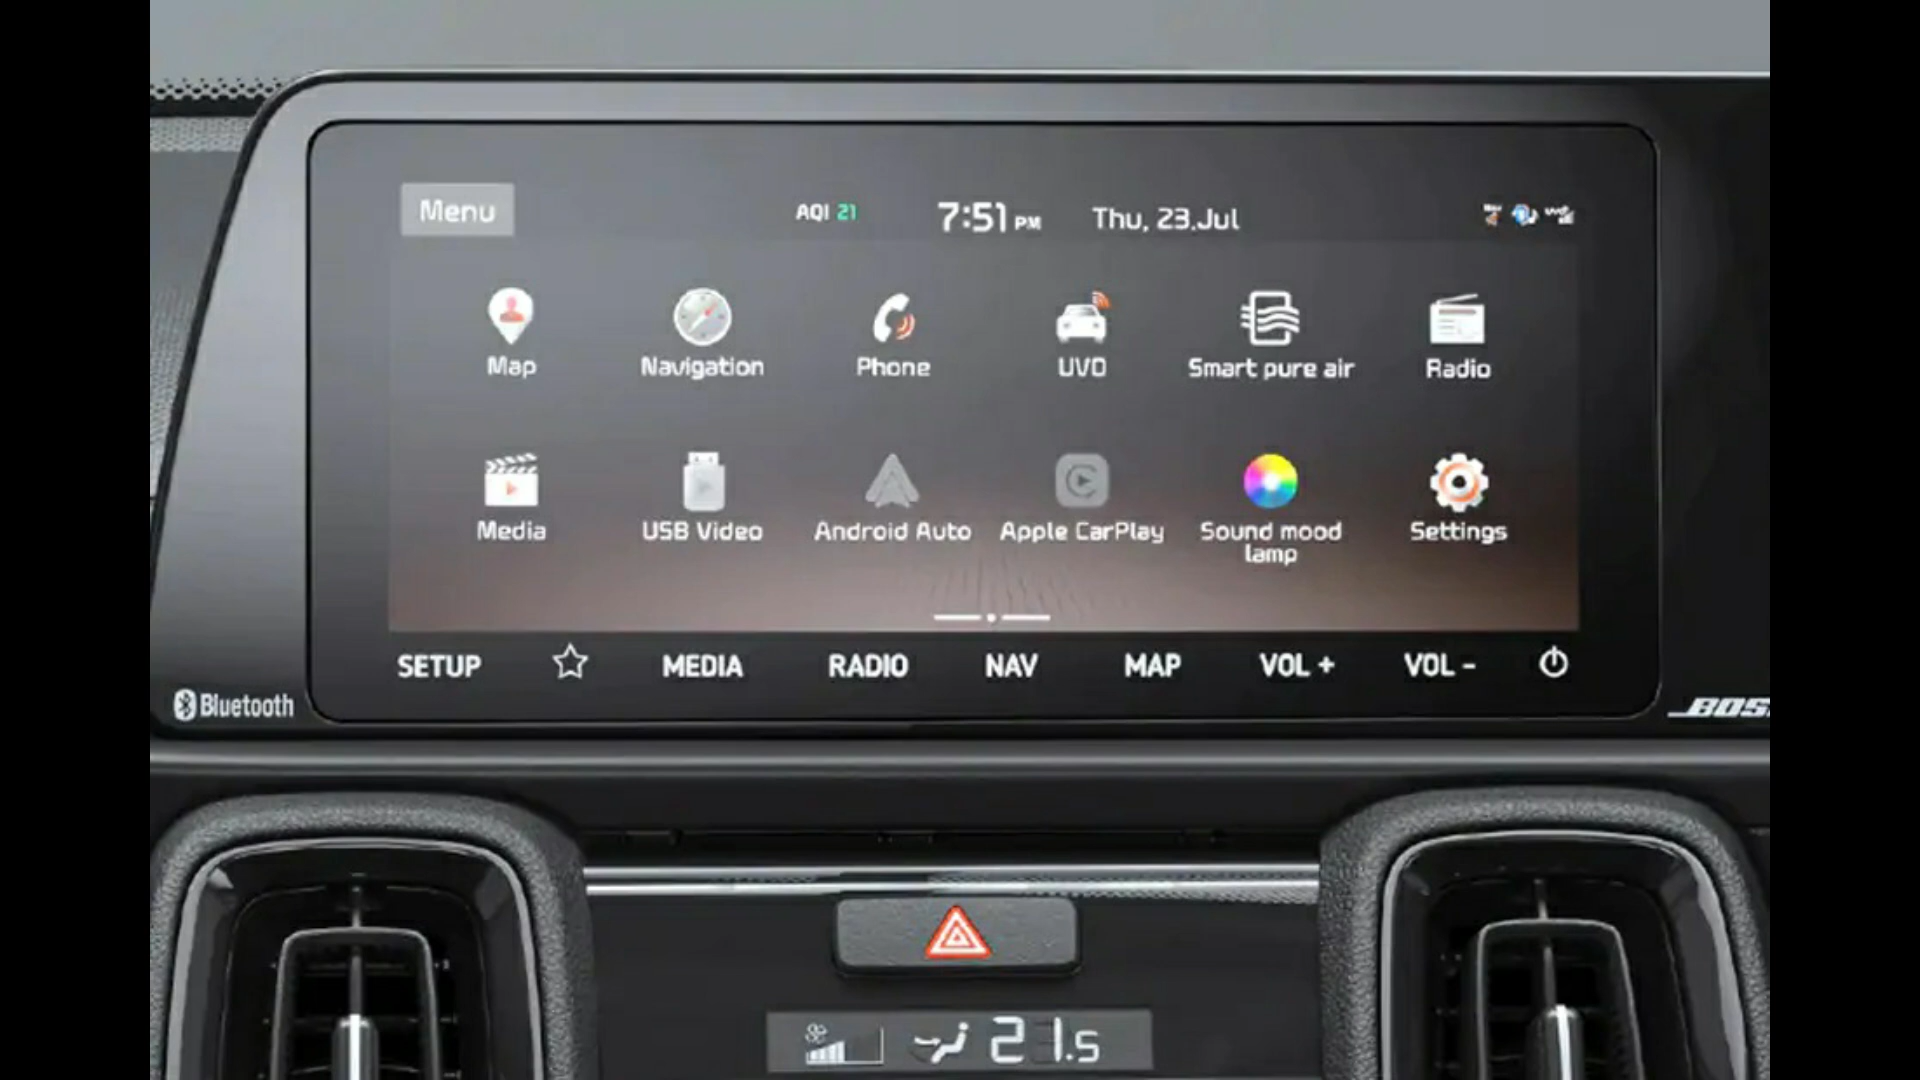 Menu
AQI 21
7:51 PM
Thu, 23.Jul
Map
Navigation
Phone
UVO
Smart pure air
Radio
Media
USB Video
Android Auto
Apple CarPlay
Sound mood
lamp
Settings
SETUP
MEDIA
RADIO
NAV
MAP
VOL +
VOL -
Bluetooth
BOS
21.5